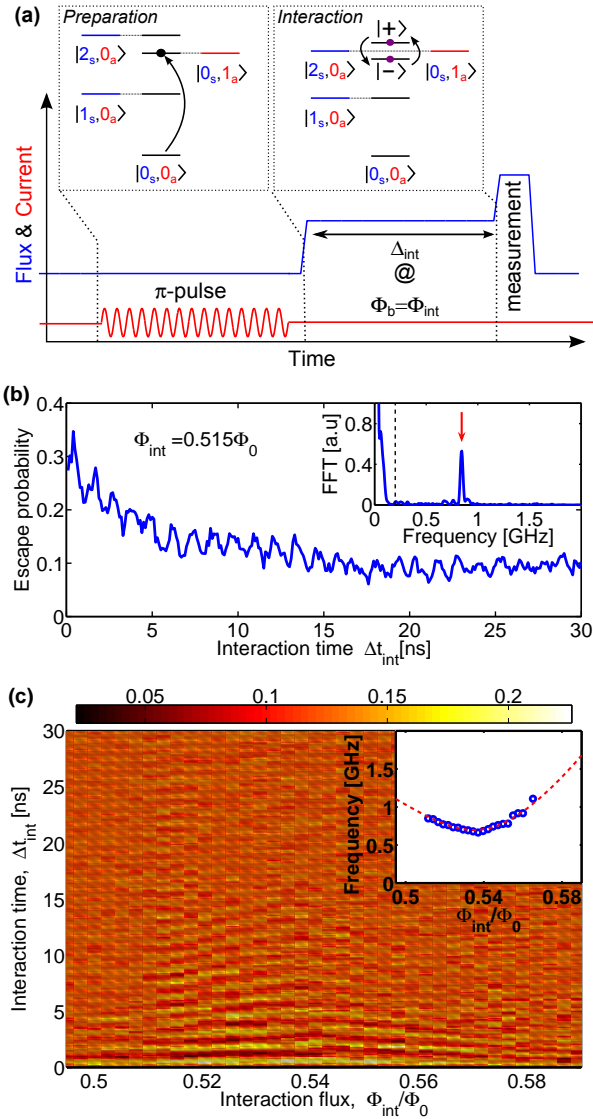 (a)
Preparation
|2s,0a⟩
|0s,1a⟩
|1s,0a⟩
|0s,0a⟩
Interaction
|+⟩
|−⟩
|2s,0a⟩
|0s,1a⟩
|1s,0a⟩
|0s,0a⟩
Flux & Current
π-pulse
Δint
@
Φb=Φint
measurement
Time
(b)
Escape probability
0.4
0.3
0.2
0.1
0
Φint =0.515Φ0
FFT [a.u]
0.8
0.4
0
0 0.5 1 1.5
Frequency [GHz]
0 5 10 15 20 25 30
Interaction time Δtint[ns]
(c)
0.05 0.1 0.15 0.2
Interaction time, Δtint [ns]
30
25
20
15
10
5
0
Frequency [GHz]
1.5
1
0.5
0
0.5 0.54 0.58
Φint/Φ0
0.5 0.52 0.54 0.56 0.58
Interaction flux, Φint/Φ0